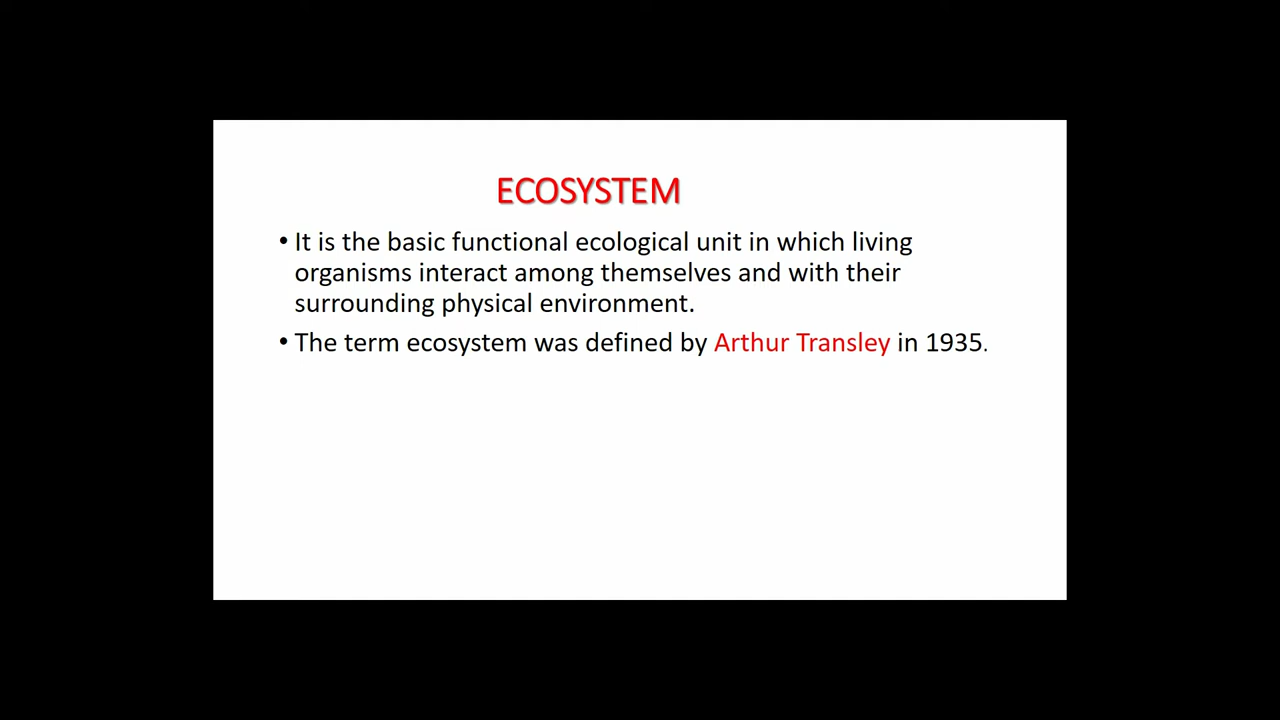 ECOSYSTEM
• It is the basic functional ecological unit in which living
organisms interact among themselves and with their
surrounding physical environment.
• The term ecosystem was defined by Arthur Transley in 1935.